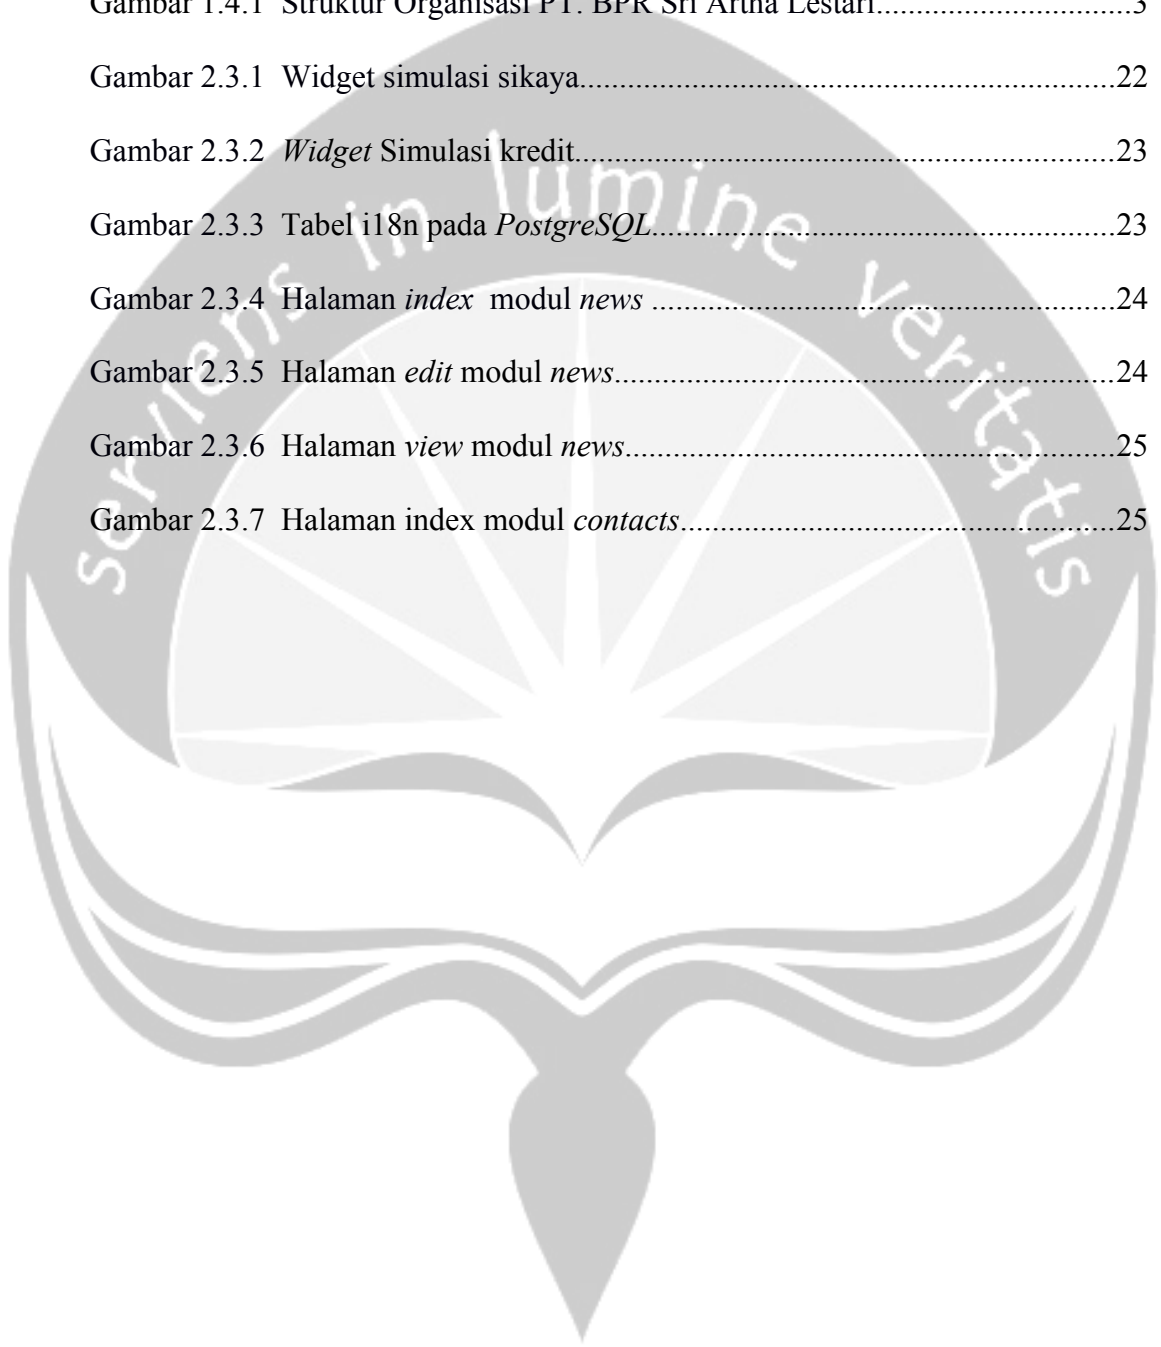 Gambar 1.4.1 Struktur Organisasi PT. BPR Sri Artha Lestari..................................3
Gambar 2.3.1 Widget simulasi sikaya.....................................................................22
Gambar 2.3.2 Widget Simulasi kredit.....................................................................23
Gambar 2.3.3 Tabel i18n pada PostgreSQL...........................................................23
Gambar 2.3.4 Halaman index modul news ...........................................................24
Gambar 2.3.5 Halaman edit modul news................................................................24
Gambar 2.3.6 Halaman view modul news..............................................................25
Gambar 2.3.7 Halaman index modul contacts.......................................................25
serviens in lumine veritatis